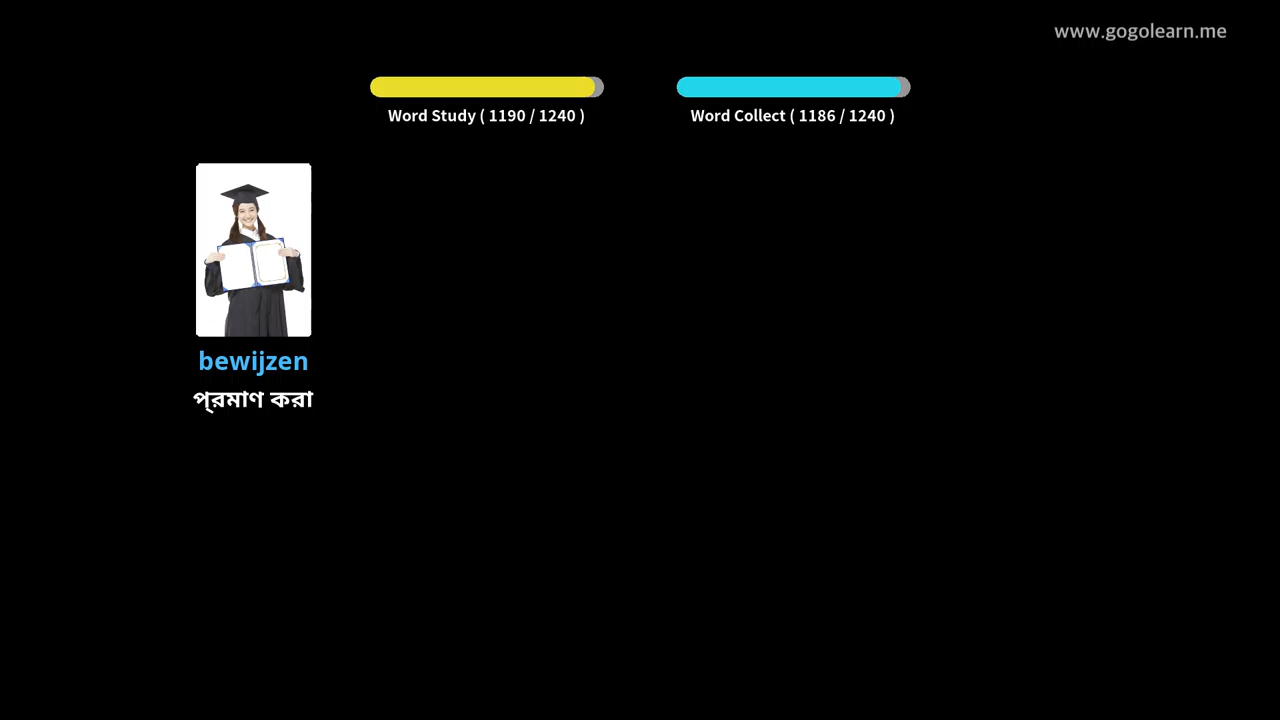 www.gogolearn.me
Word Study ( 1190 / 1240 )
Word Collect ( 1186 / 1240 )
bewijzen
প্রমাণ করা